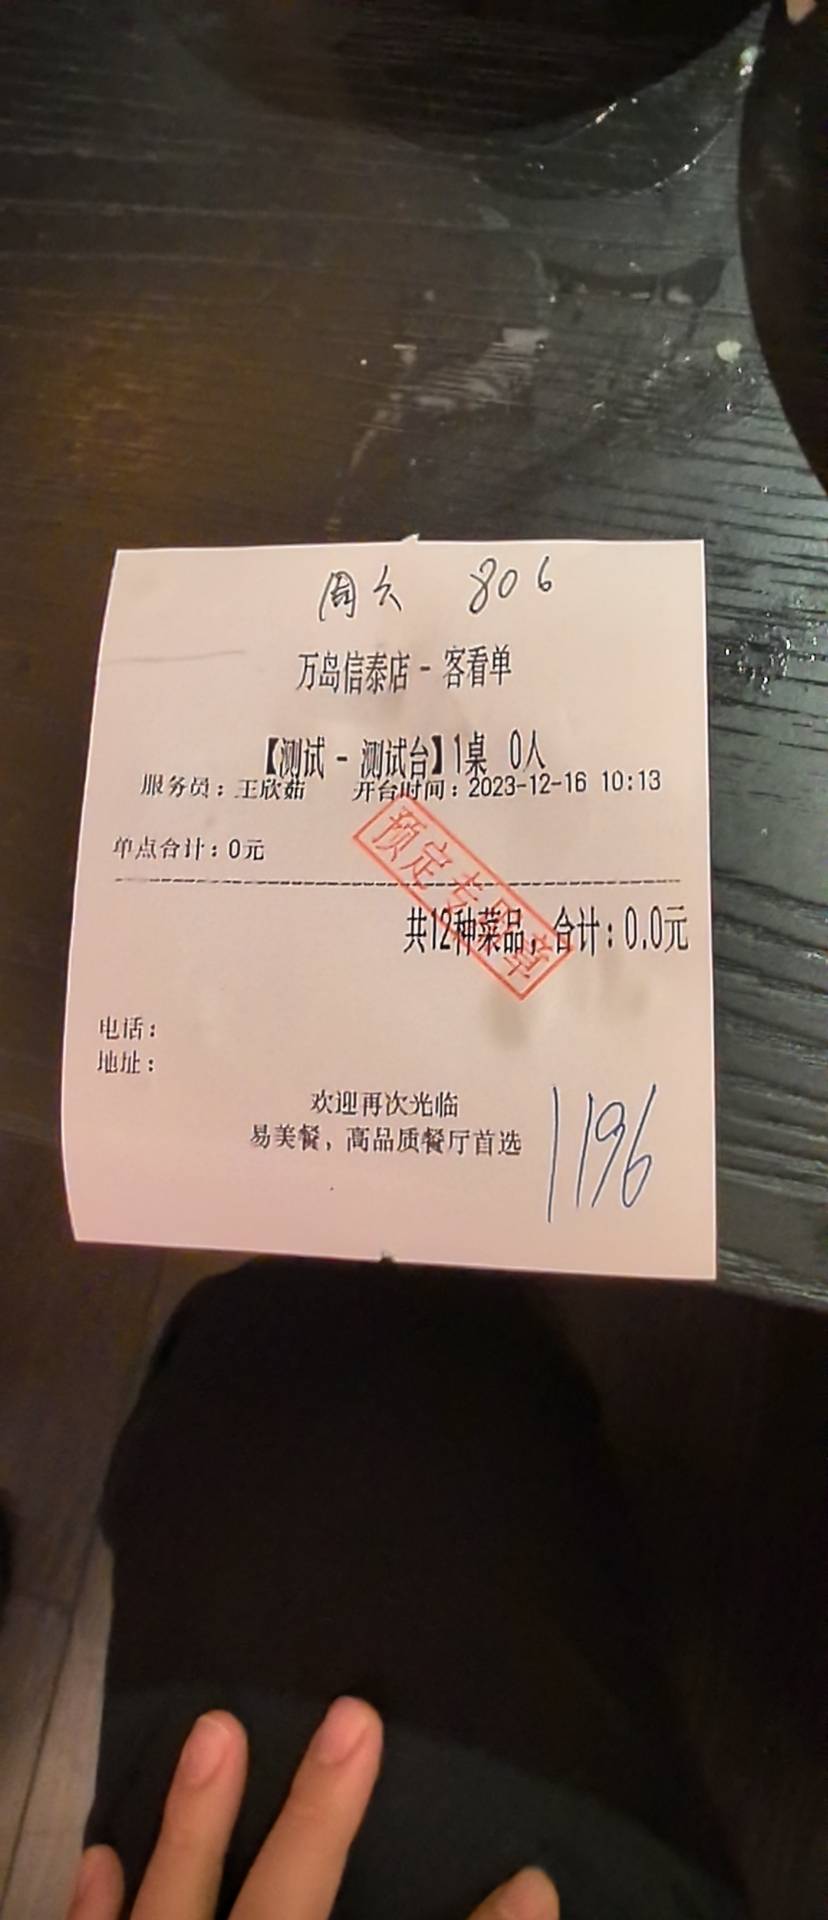 周六 806
万岛信泰店 - 客看单
【测试 - 测试台】1桌 0人
服务员：王欣茹 开台时间：2023-12-16 10:13
单点合计：0元
预定专用章
共12种菜品，合计：0.0元
电话：
地址：
欢迎再次光临
易美餐，高品质餐厅首选
1196